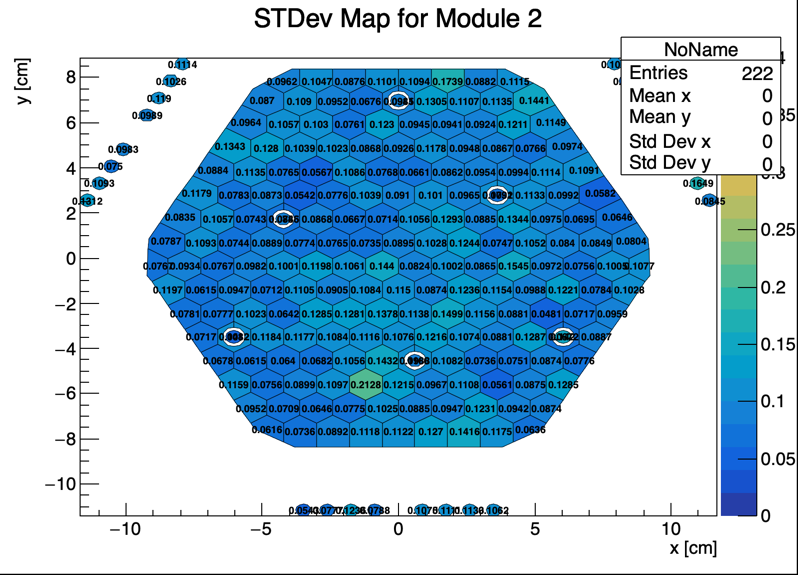 STDev Map for Module 2
NoName
Entries 222
Mean x 0
Mean y 0
Std Dev x 0
Std Dev y 0
y [cm]
8
6
4
2
0
−2
−4
−6
−8
−10
0.1114
0.1026
0.119
0.0989
0.0983
0.075
0.1093
0.1312
0.1649
0.0845
0.0962 0.1047 0.0876 0.1101 0.1094 0.1739 0.0882 0.1115
0.087 0.109 0.0952 0.0676 0.1305 0.1107 0.1135 0.1441
0.0964 0.1057 0.103 0.0761 0.123 0.0945 0.0941 0.0924 0.1211 0.1149
0.1343 0.128 0.1039 0.1023 0.0868 0.0926 0.1178 0.0948 0.0867 0.0766 0.0974
0.0884 0.1135 0.0765 0.0567 0.1086 0.0768 0.0661 0.0862 0.0894 0.0784 0.1114 0.1091
0.1179 0.0783 0.0873 0.0542 0.0776 0.1039 0.091 0.101 0.0965 0.1133 0.0992 0.0582
0.0835 0.1057 0.0743 0.0868 0.0667 0.0714 0.1056 0.1293 0.0885 0.1344 0.0975 0.0695 0.0646
0.0787 0.1093 0.0744 0.0889 0.0774 0.0765 0.0735 0.0895 0.1028 0.1244 0.0747 0.1052 0.084 0.0849 0.0804
0.0934 0.0767 0.0982 0.1001 0.1198 0.1061 0.144 0.0824 0.1002 0.0865 0.1545 0.0972 0.0756 0.1005 0.1077
0.1197 0.0615 0.0947 0.0712 0.1105 0.0905 0.1084 0.115 0.0874 0.1236 0.1154 0.0988 0.1221 0.0784 0.1028
0.0781 0.0777 0.1023 0.0642 0.1285 0.1281 0.1378 0.1138 0.1499 0.1156 0.0881 0.0481 0.0717 0.0959
0.0717 0.1184 0.1177 0.1084 0.1116 0.1076 0.1216 0.1074 0.0881 0.1287 0.0887
0.0678 0.0615 0.064 0.0682 0.1056 0.1432 0.1082 0.0736 0.0751 0.0874 0.0776
0.1159 0.0756 0.0899 0.1097 0.2128 0.1215 0.0967 0.1108 0.0561 0.0875 0.1285
0.0952 0.0709 0.0646 0.0775 0.1025 0.0885 0.0947 0.1231 0.0942 0.0874
0.0616 0.0736 0.0892 0.1118 0.1122 0.127 0.1416 0.1175 0.0636
0.0788
0.1062
0.3
0.25
0.2
0.15
0.1
0.05
0
−10 −5 0 5 10
x [cm]